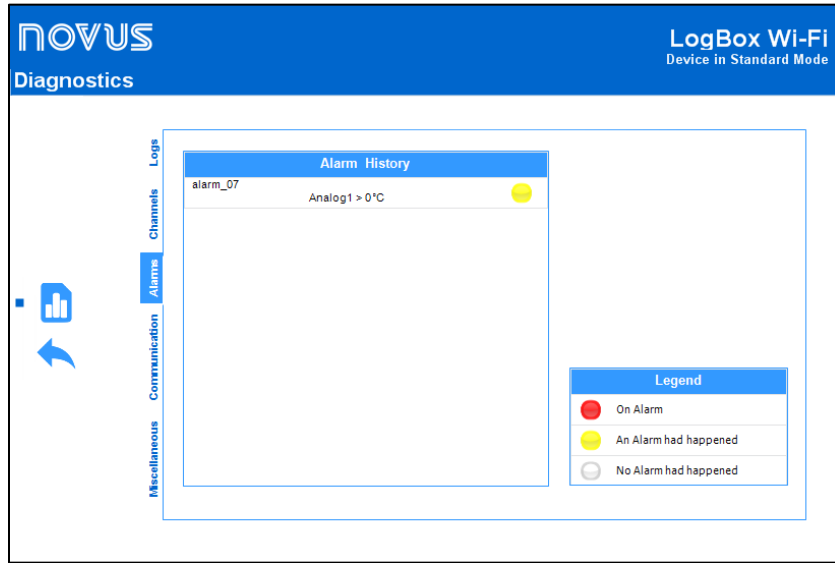 NOVUS
LogBox Wi-Fi
Device in Standard Mode
Diagnostics
Logs
Channels
Alarms
Communication
Miscellaneous
Alarm History
alarm_07
Analog1 > 0°C
Legend
On Alarm
An Alarm had happened
No Alarm had happened